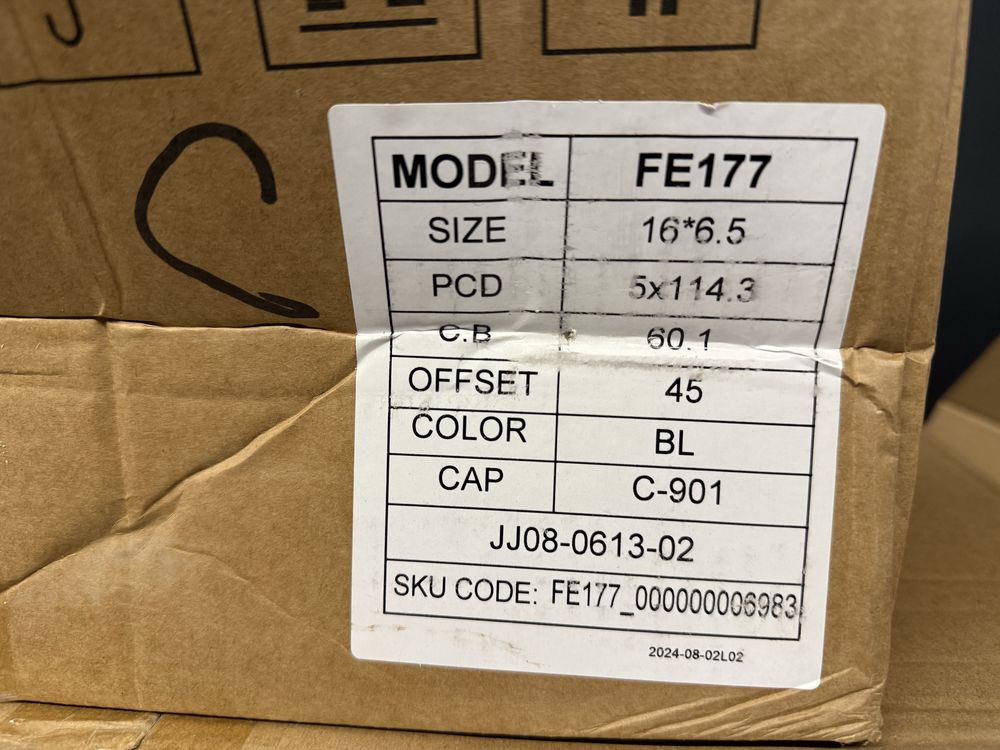 MODEL FE177
SIZE 16*6.5
PCD 5x114.3
C.B 60.1
OFFSET 45
COLOR BL
CAP C-901
JJ08-0613-02
SKU CODE: FE177_000000006983
2024-08-02L02